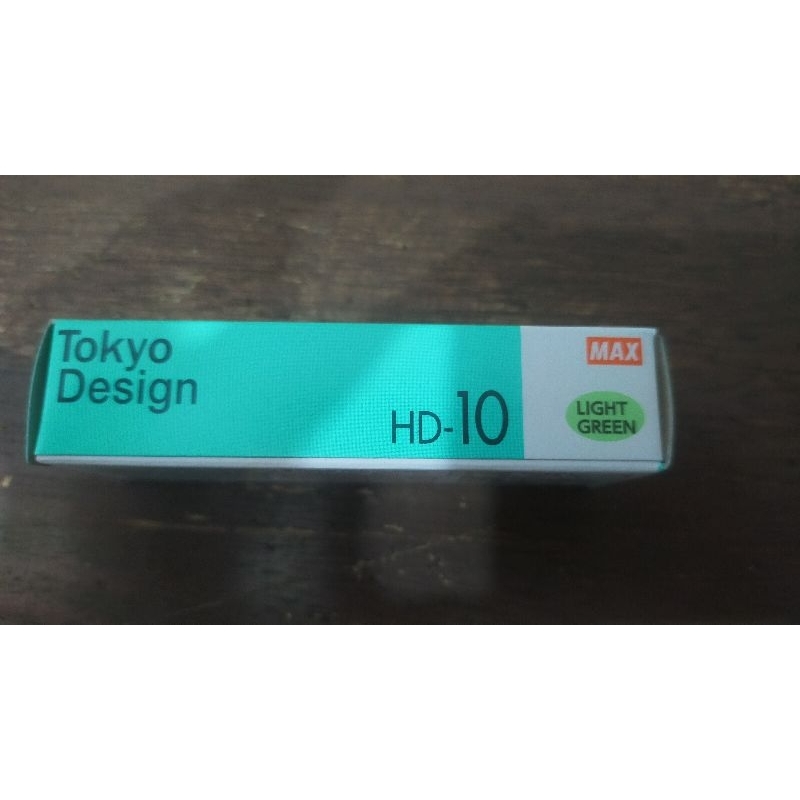 Tokyo
Design
HD-10
MAX
LIGHT
GREEN